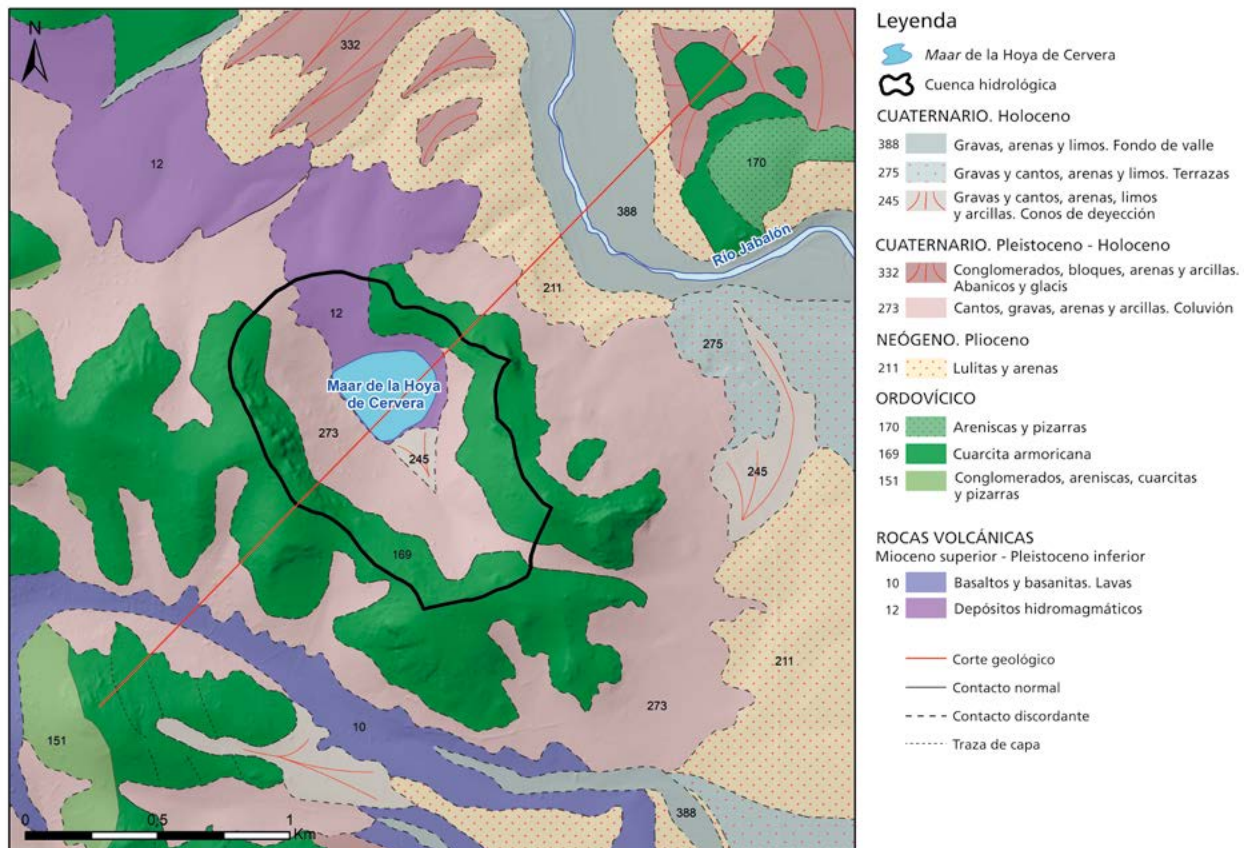 N
332
12
170
388
Río Jabalón
211
12
275
Maar de la Hoya
de Cervera
273
245
245
169
211
273
10
151
388
0
0,5
1
Km
Leyenda
Maar de la Hoya de Cervera
Cuenca hidrológica
CUATERNARIO. Holoceno
388 Gravas, arenas y limos. Fondo de valle
275 Gravas y cantos, arenas y limos. Terrazas
245 Gravas y cantos, arenas, limos
y arcillas. Conos de deyección
CUATERNARIO. Pleistoceno - Holoceno
332 Conglomerados, bloques, arenas y arcillas.
Abanicos y glacis
273 Cantos, gravas, arenas y arcillas. Coluvión
NEÓGENO. Plioceno
211 Lulitas y arenas
ORDOVÍCICO
170 Areniscas y pizarras
169 Cuarcita armoricana
151 Conglomerados, areniscas, cuarcitas
y pizarras
ROCAS VOLCÁNICAS
Mioceno superior - Pleistoceno inferior
10 Basaltos y basanitas. Lavas
12 Depósitos hidromagmáticos
Corte geológico
Contacto normal
Contacto discordante
Traza de capa